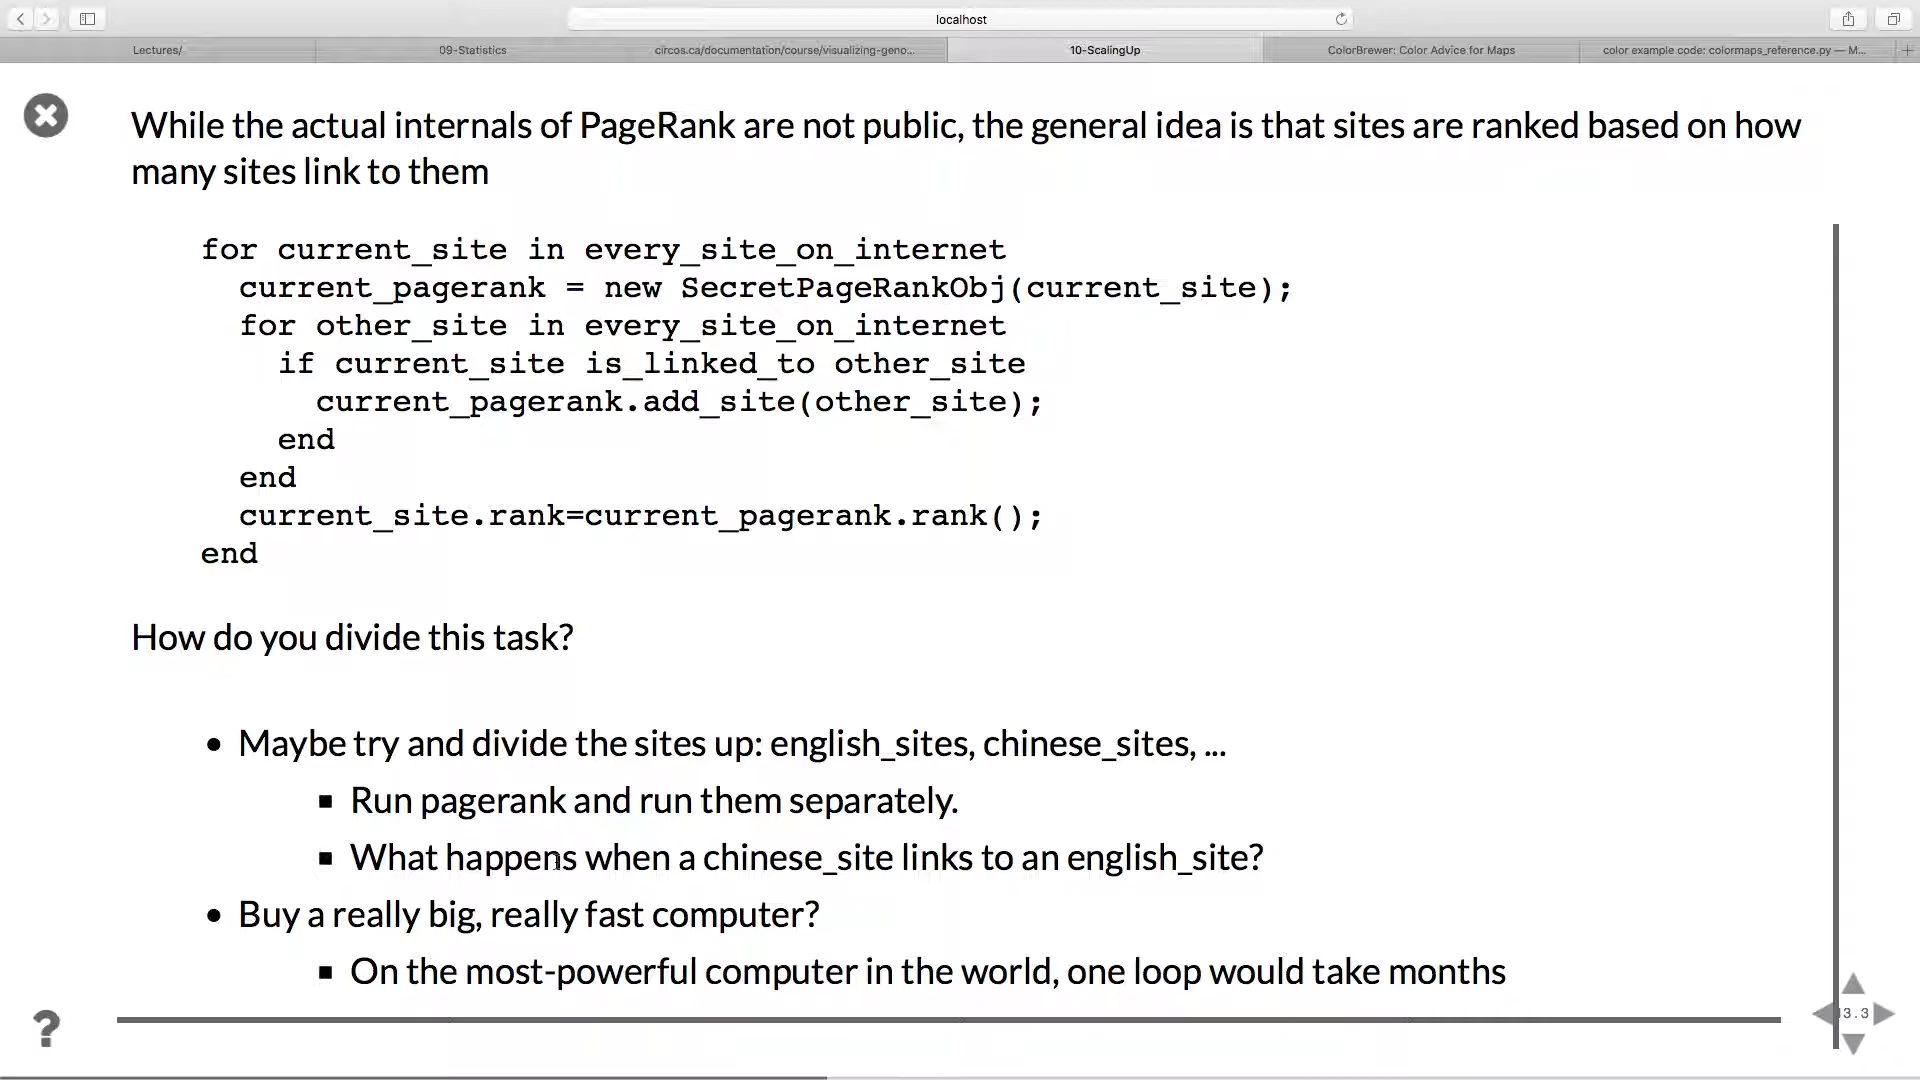 localhost
Lectures/
09-Statistics
circos.ca/documentation/course/visualizing-geno...
10-ScalingUp
ColorBrewer: Color Advice for Maps
color example code: colormaps_reference.py — M...
While the actual internals of PageRank are not public, the general idea is that sites are ranked based on how
many sites link to them
for current_site in every_site_on_internet
current_pagerank = new SecretPageRankObj(current_site);
for other_site in every_site_on_internet
if current_site is_linked_to other_site
current_pagerank.add_site(other_site);
end
end
current_site.rank=current_pagerank.rank();
end
How do you divide this task?
• Maybe try and divide the sites up: english_sites, chinese_sites, ...
▪ Run pagerank and run them separately.
▪ What happens when a chinese_site links to an english_site?
• Buy a really big, really fast computer?
▪ On the most-powerful computer in the world, one loop would take months
?